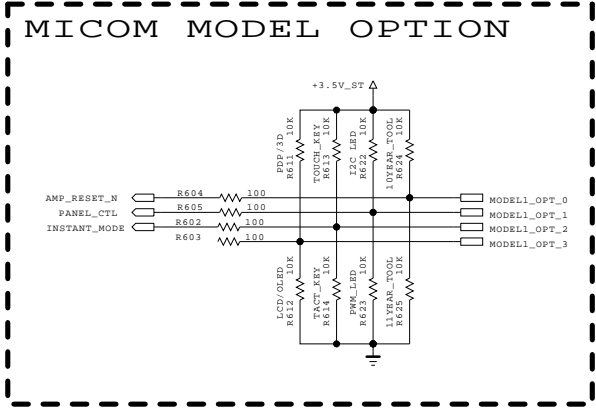 MICOM MODEL OPTION
+3.5V_ST
PDP/3D
R611 10K
TOUCH_KEY
R613 10K
I2C LED
R622 10K
10YEAR_TOOL
R624 10K
AMP_RESET_N R604 100 MODEL1_OPT_0
PANEL_CTL R605 100 MODEL1_OPT_1
INSTANT_MODE R602 100 MODEL1_OPT_2
R603 100 MODEL1_OPT_3
LCD/OLED
R612 10K
TACT_KEY
R614 10K
PWM_LED
R623 10K
11YEAR_TOOL
R625 10K